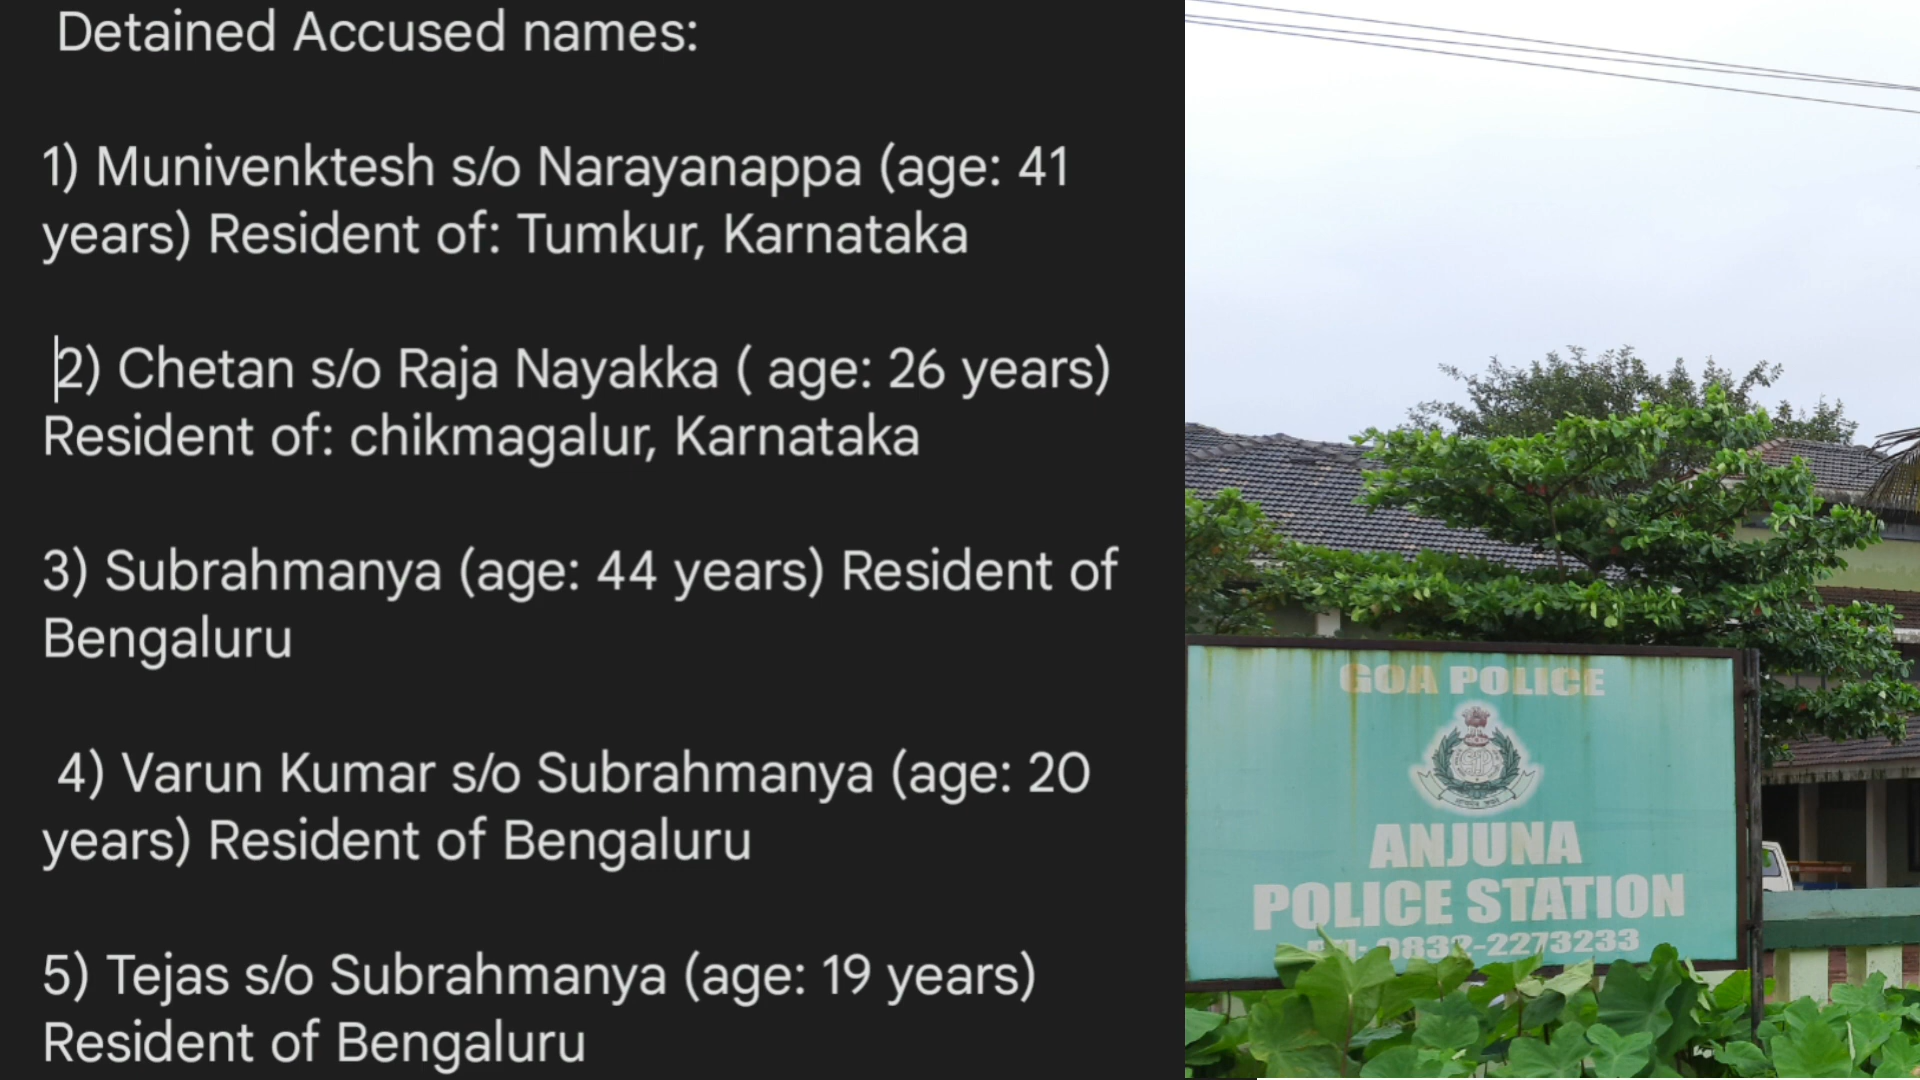 Detained Accused names:
1) Munivenktesh s/o Narayanappa (age: 41
years) Resident of: Tumkur, Karnataka
2) Chetan s/o Raja Nayakka ( age: 26 years)
Resident of: chikmagalur, Karnataka
3) Subrahmanya (age: 44 years) Resident of
Bengaluru
4) Varun Kumar s/o Subrahmanya (age: 20
years) Resident of Bengaluru
5) Tejas s/o Subrahmanya (age: 19 years)
Resident of Bengaluru
GOA POLICE
ANJUNA
POLICE STATION
0832-2273233